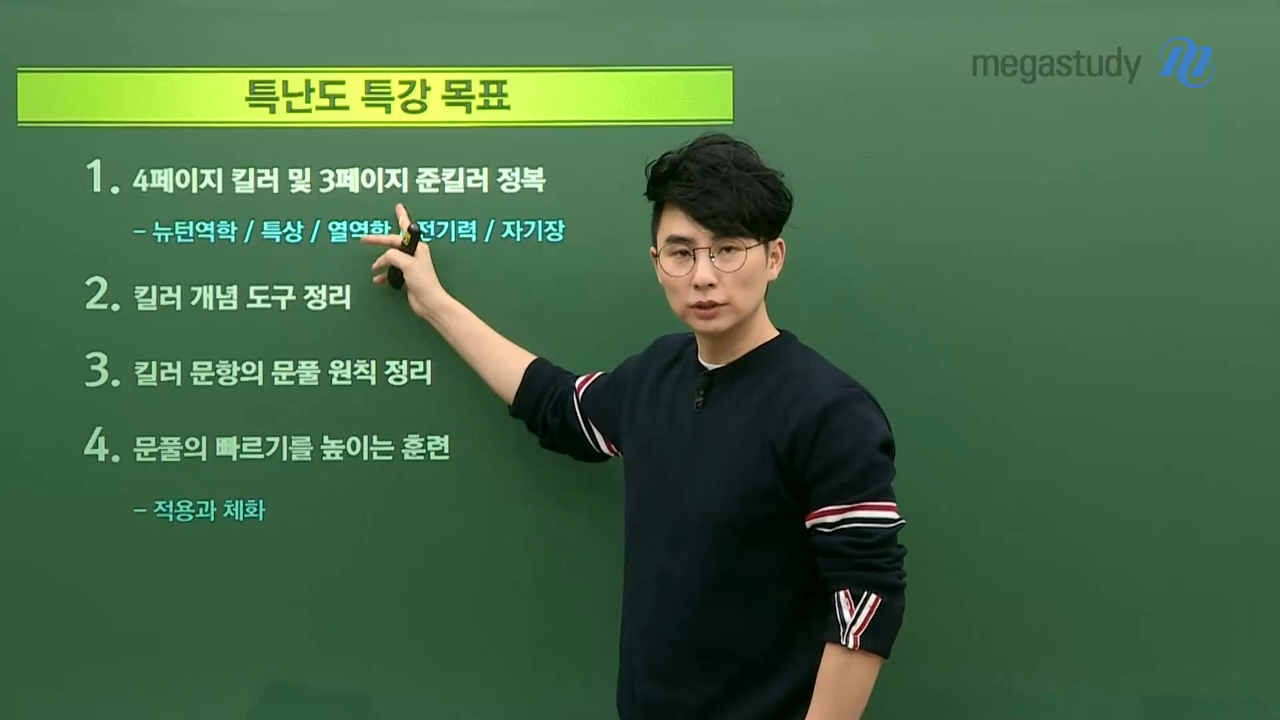 megastudy
특난도 특강 목표
1. 4페이지 킬러 및 3페이지 준킬러 정복
- 뉴턴역학 / 특상 / 열역학 전기력 / 자기장
2. 킬러 개념 도구 정리
3. 킬러 문항의 문풀 원칙 정리
4. 문풀의 빠르기를 높이는 훈련
- 적용과 체화